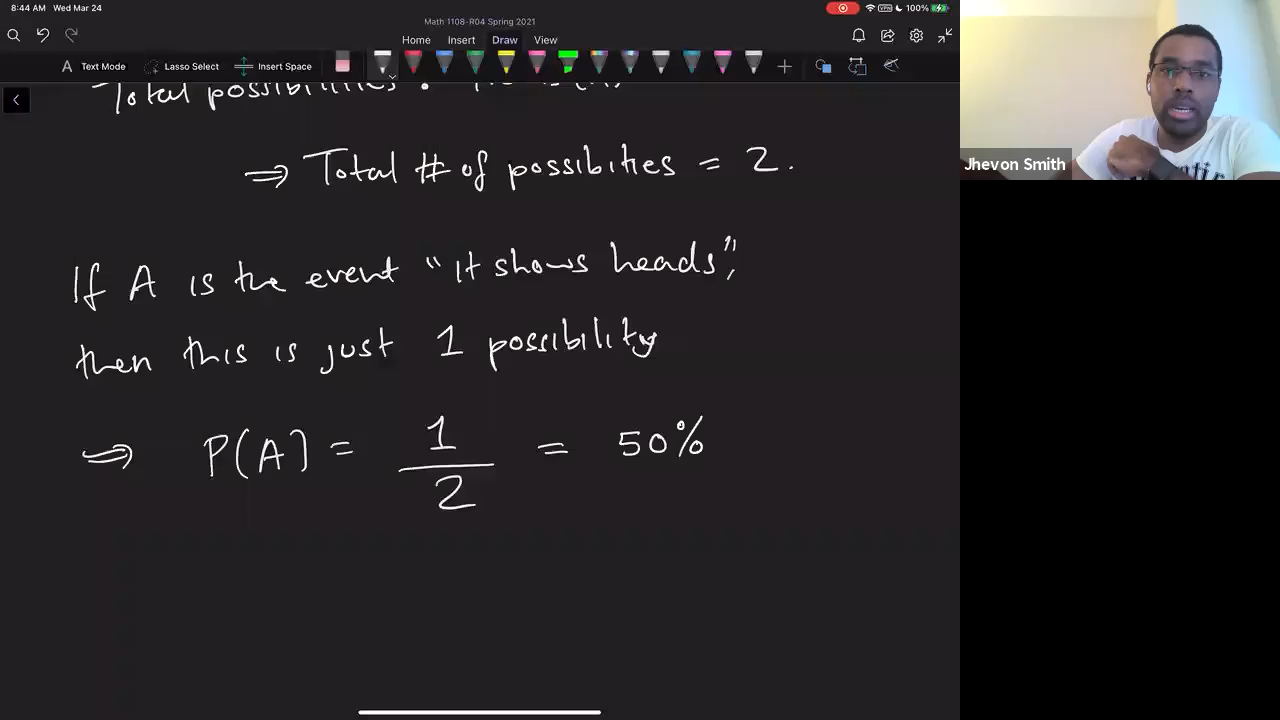 8:44 AM Wed Mar 24
VPN 100%
Math 1108-R04 Spring 2021
Home Insert Draw View
Text Mode Lasso Select Insert Space
Total possibilities:
⇒ Total # of possibities = 2.
If A is the event "it shows heads",
then this is just 1 possibility
⇒ P(A) = 1/2 = 50%
Jhevon Smith